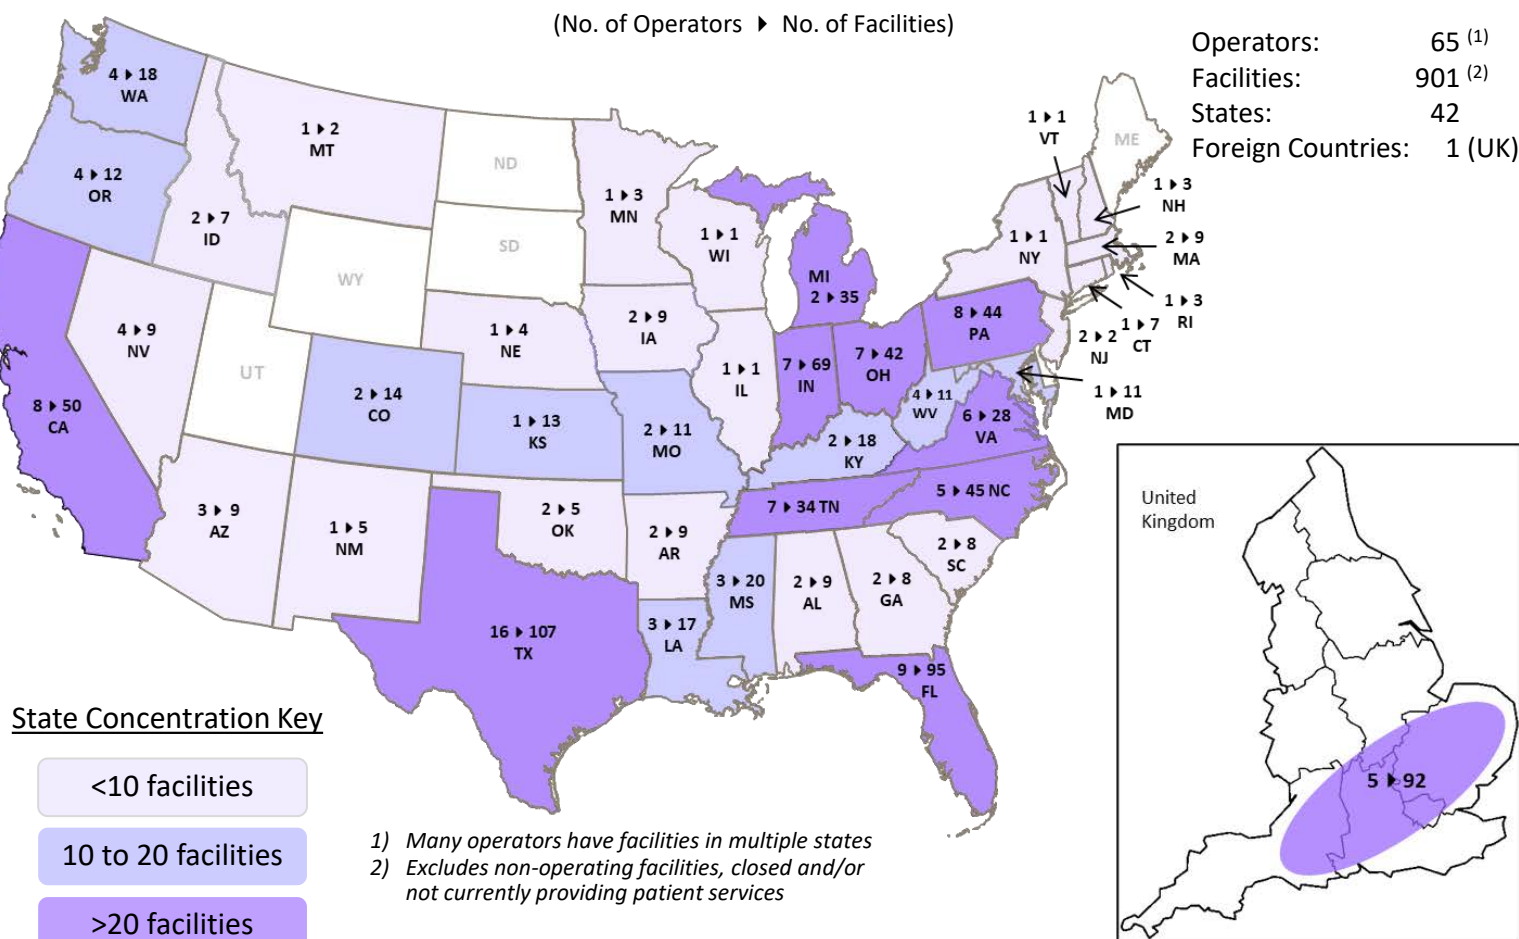 (No. of Operators ▶ No. of Facilities)
Operators: 65 (1)
Facilities: 901 (2)
States: 42
Foreign Countries: 1 (UK)
4 ▶ 18
WA
4 ▶ 12
OR
2 ▶ 7
ID
1 ▶ 2
MT
ND
SD
WY
UT
1 ▶ 3
MN
1 ▶ 1
WI
MI
2 ▶ 35
1 ▶ 1
VT
ME
1 ▶ 3
NH
1 ▶ 1
NY
2 ▶ 9
MA
1 ▶ 3
RI
1 ▶ 7
CT
2 ▶ 2
NJ
1 ▶ 11
MD
8 ▶ 44
PA
4 ▶ 9
NV
8 ▶ 50
CA
2 ▶ 14
CO
1 ▶ 4
NE
2 ▶ 9
IA
1 ▶ 1
IL
7 ▶ 69
IN
7 ▶ 42
OH
4 ▶ 11
WV
6 ▶ 28
VA
1 ▶ 13
KS
2 ▶ 11
MO
2 ▶ 18
KY
3 ▶ 9
AZ
1 ▶ 5
NM
2 ▶ 5
OK
2 ▶ 9
AR
7 ▶ 34 TN
5 ▶ 45 NC
2 ▶ 8
SC
3 ▶ 20
MS
2 ▶ 9
AL
2 ▶ 8
GA
3 ▶ 17
LA
16 ▶ 107
TX
9 ▶ 95
FL
United
Kingdom
5 ▶ 92
State Concentration Key
<10 facilities
10 to 20 facilities
>20 facilities
1) Many operators have facilities in multiple states
2) Excludes non-operating facilities, closed and/or
not currently providing patient services